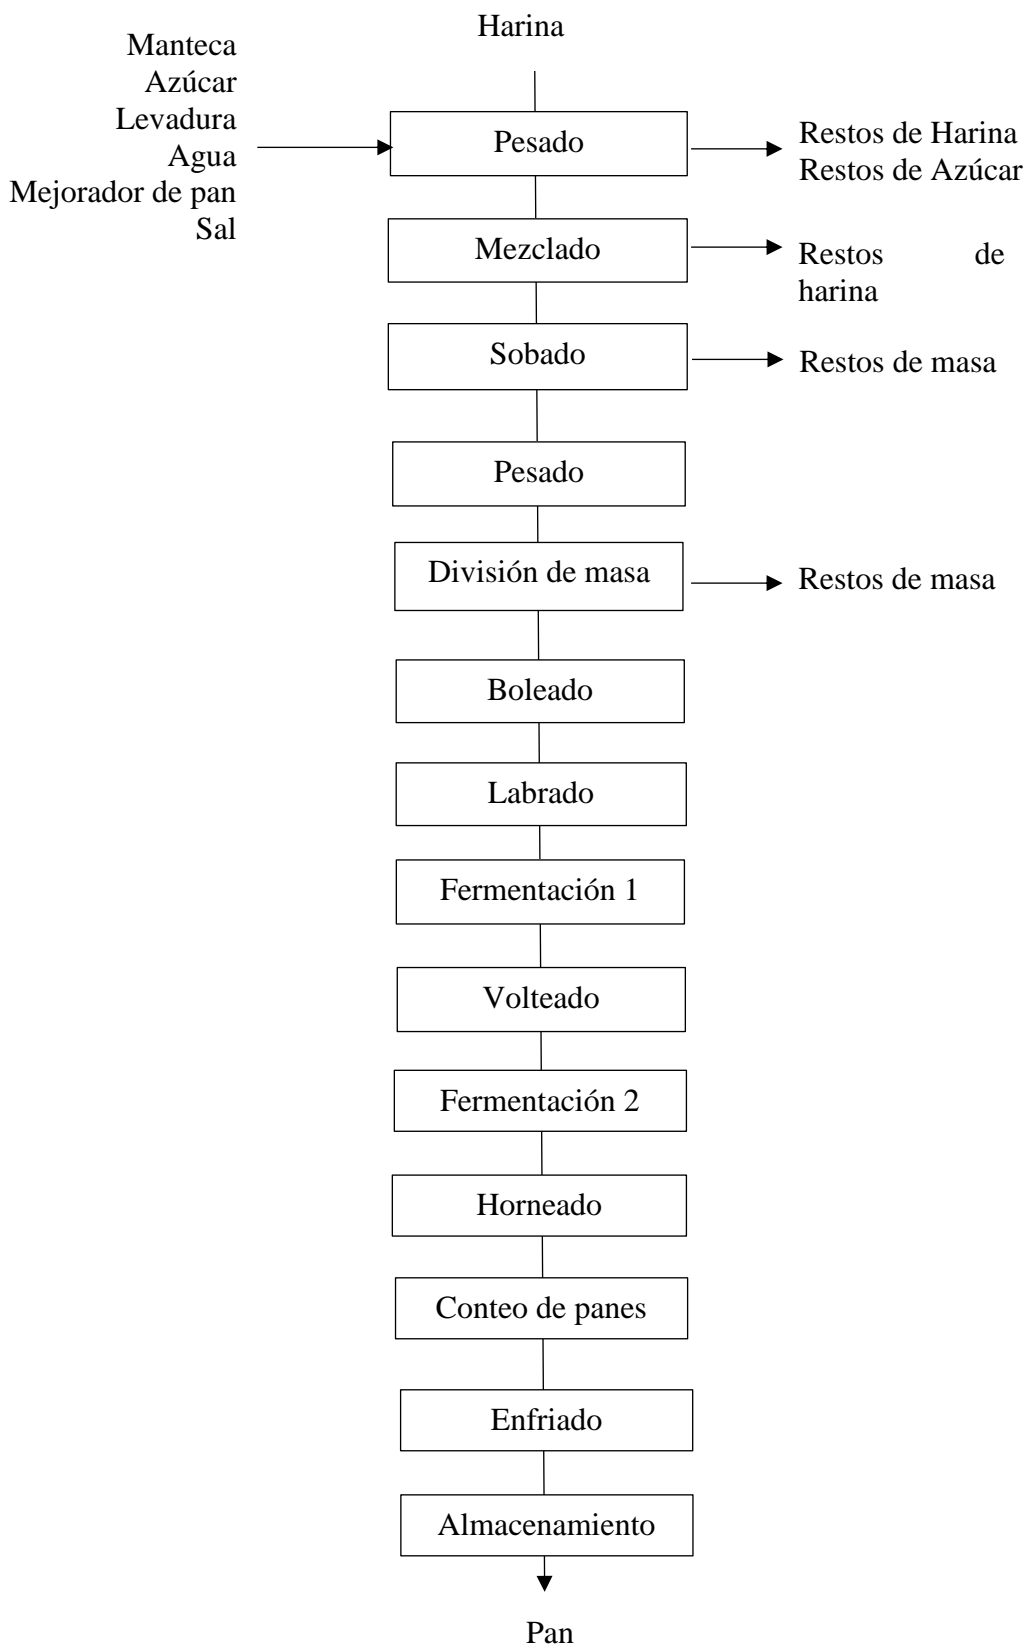 Harina
Manteca
Azúcar
Levadura
Agua
Mejorador de pan
Sal
Pesado
Restos de Harina
Restos de Azúcar
Mezclado
Restos de
harina
Sobado
Restos de masa
Pesado
División de masa
Restos de masa
Boleado
Labrado
Fermentación 1
Volteado
Fermentación 2
Horneado
Conteo de panes
Enfriado
Almacenamiento
Pan